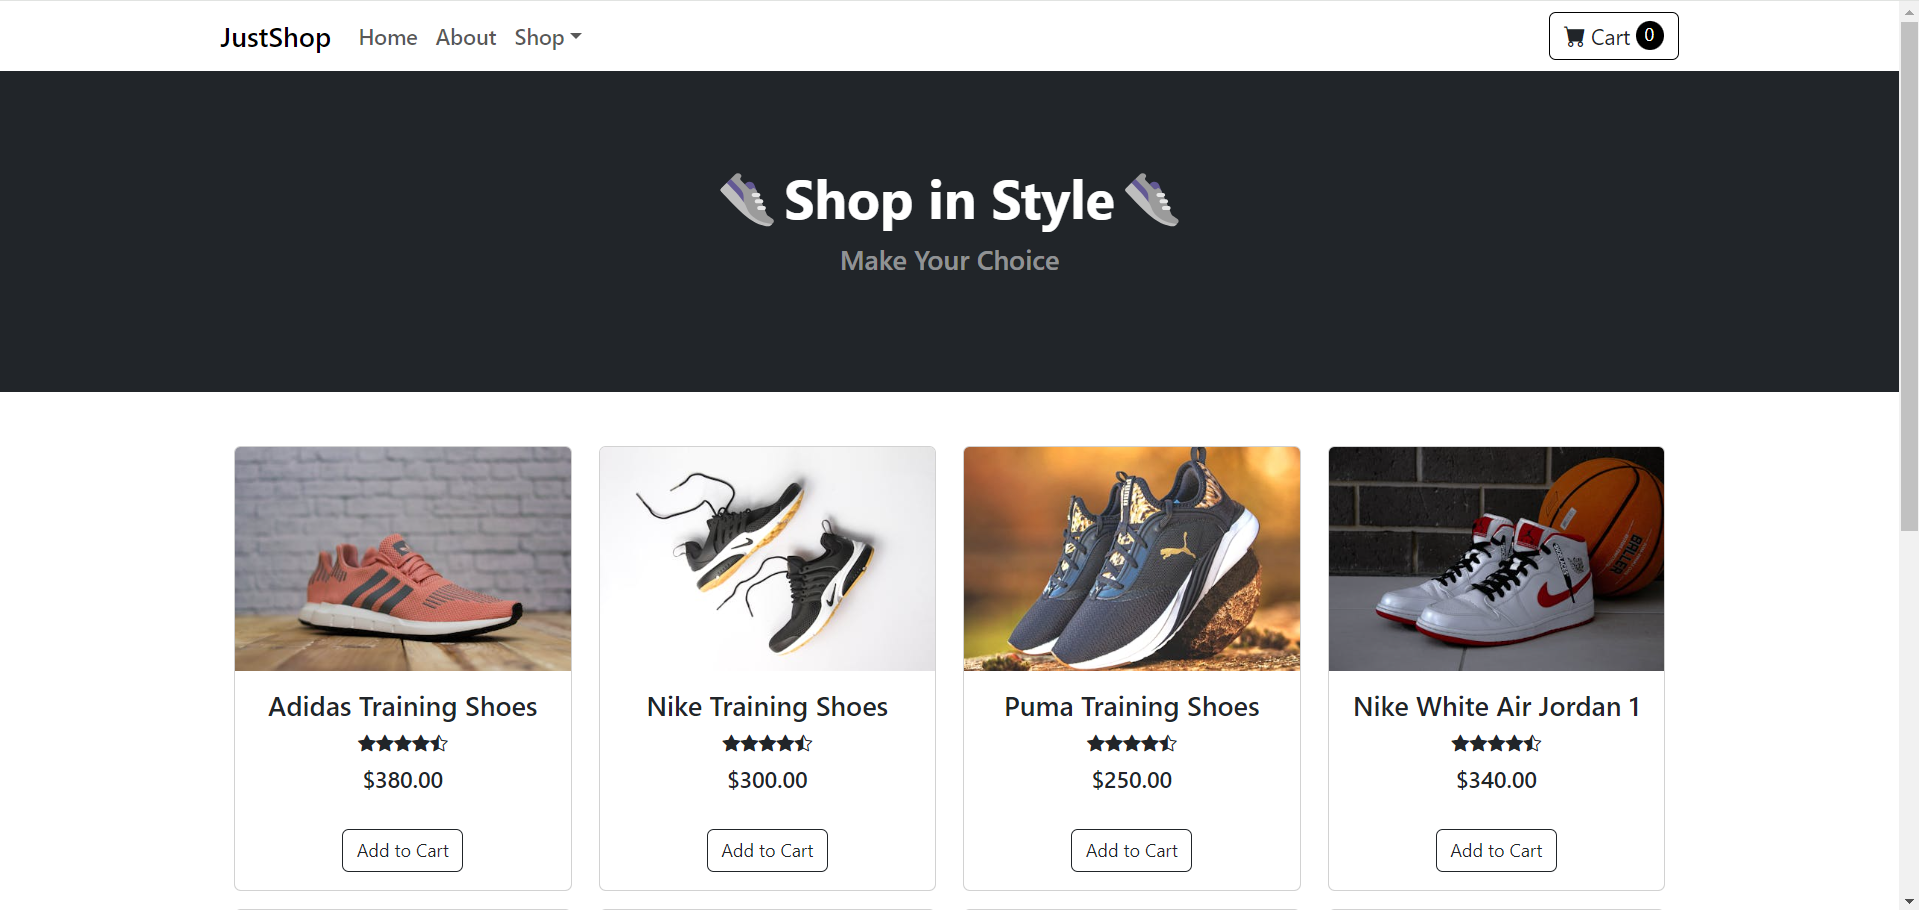 JustShop Home About Shop Cart 0
Shop in Style
Make Your Choice
BALLER
Adidas Training Shoes Nike Training Shoes Puma Training Shoes Nike White Air Jordan 1
$380.00 $300.00 $250.00 $340.00
Add to Cart Add to Cart Add to Cart Add to Cart